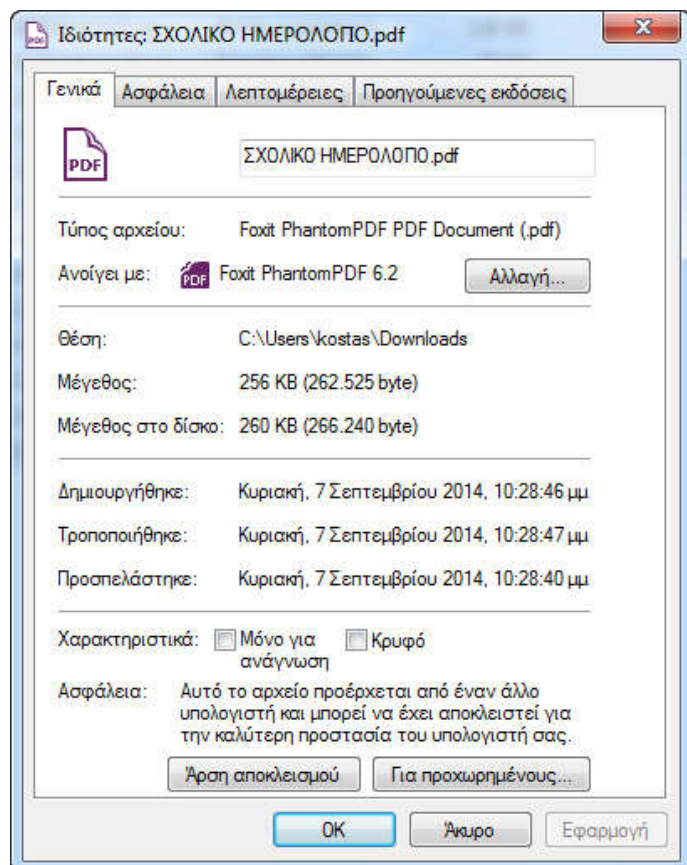 Ιδιότητες: ΣΧΟΛΙΚΟ ΗΜΕΡΟΛΟΓΙΟ.pdf
Γενικά Ασφάλεια Λεπτομέρειες Προηγούμενες εκδόσεις
PDF ΣΧΟΛΙΚΟ ΗΜΕΡΟΛΟΓΙΟ.pdf
Τύπος αρχείου: Foxit PhantomPDF PDF Document (.pdf)
Ανοίγει με: PDF Foxit PhantomPDF 6.2 Αλλαγή...
Θέση: C:\Users\kostas\Downloads
Μέγεθος: 256 KB (262.525 byte)
Μέγεθος στο δίσκο: 260 KB (266.240 byte)
Δημιουργήθηκε: Κυριακή, 7 Σεπτεμβρίου 2014, 10:28:46 μμ
Τροποποιήθηκε: Κυριακή, 7 Σεπτεμβρίου 2014, 10:28:47 μμ
Προσπελάστηκε: Κυριακή, 7 Σεπτεμβρίου 2014, 10:28:40 μμ
Χαρακτηριστικά: Μόνο για Κρυφό
ανάγνωση
Ασφάλεια: Αυτό το αρχείο προέρχεται από έναν άλλο
υπολογιστή και μπορεί να έχει αποκλειστεί για
την καλύτερη προστασία του υπολογιστή σας.
Άρση αποκλεισμού Για προχωρημένους...
OK Άκυρο Εφαρμογή